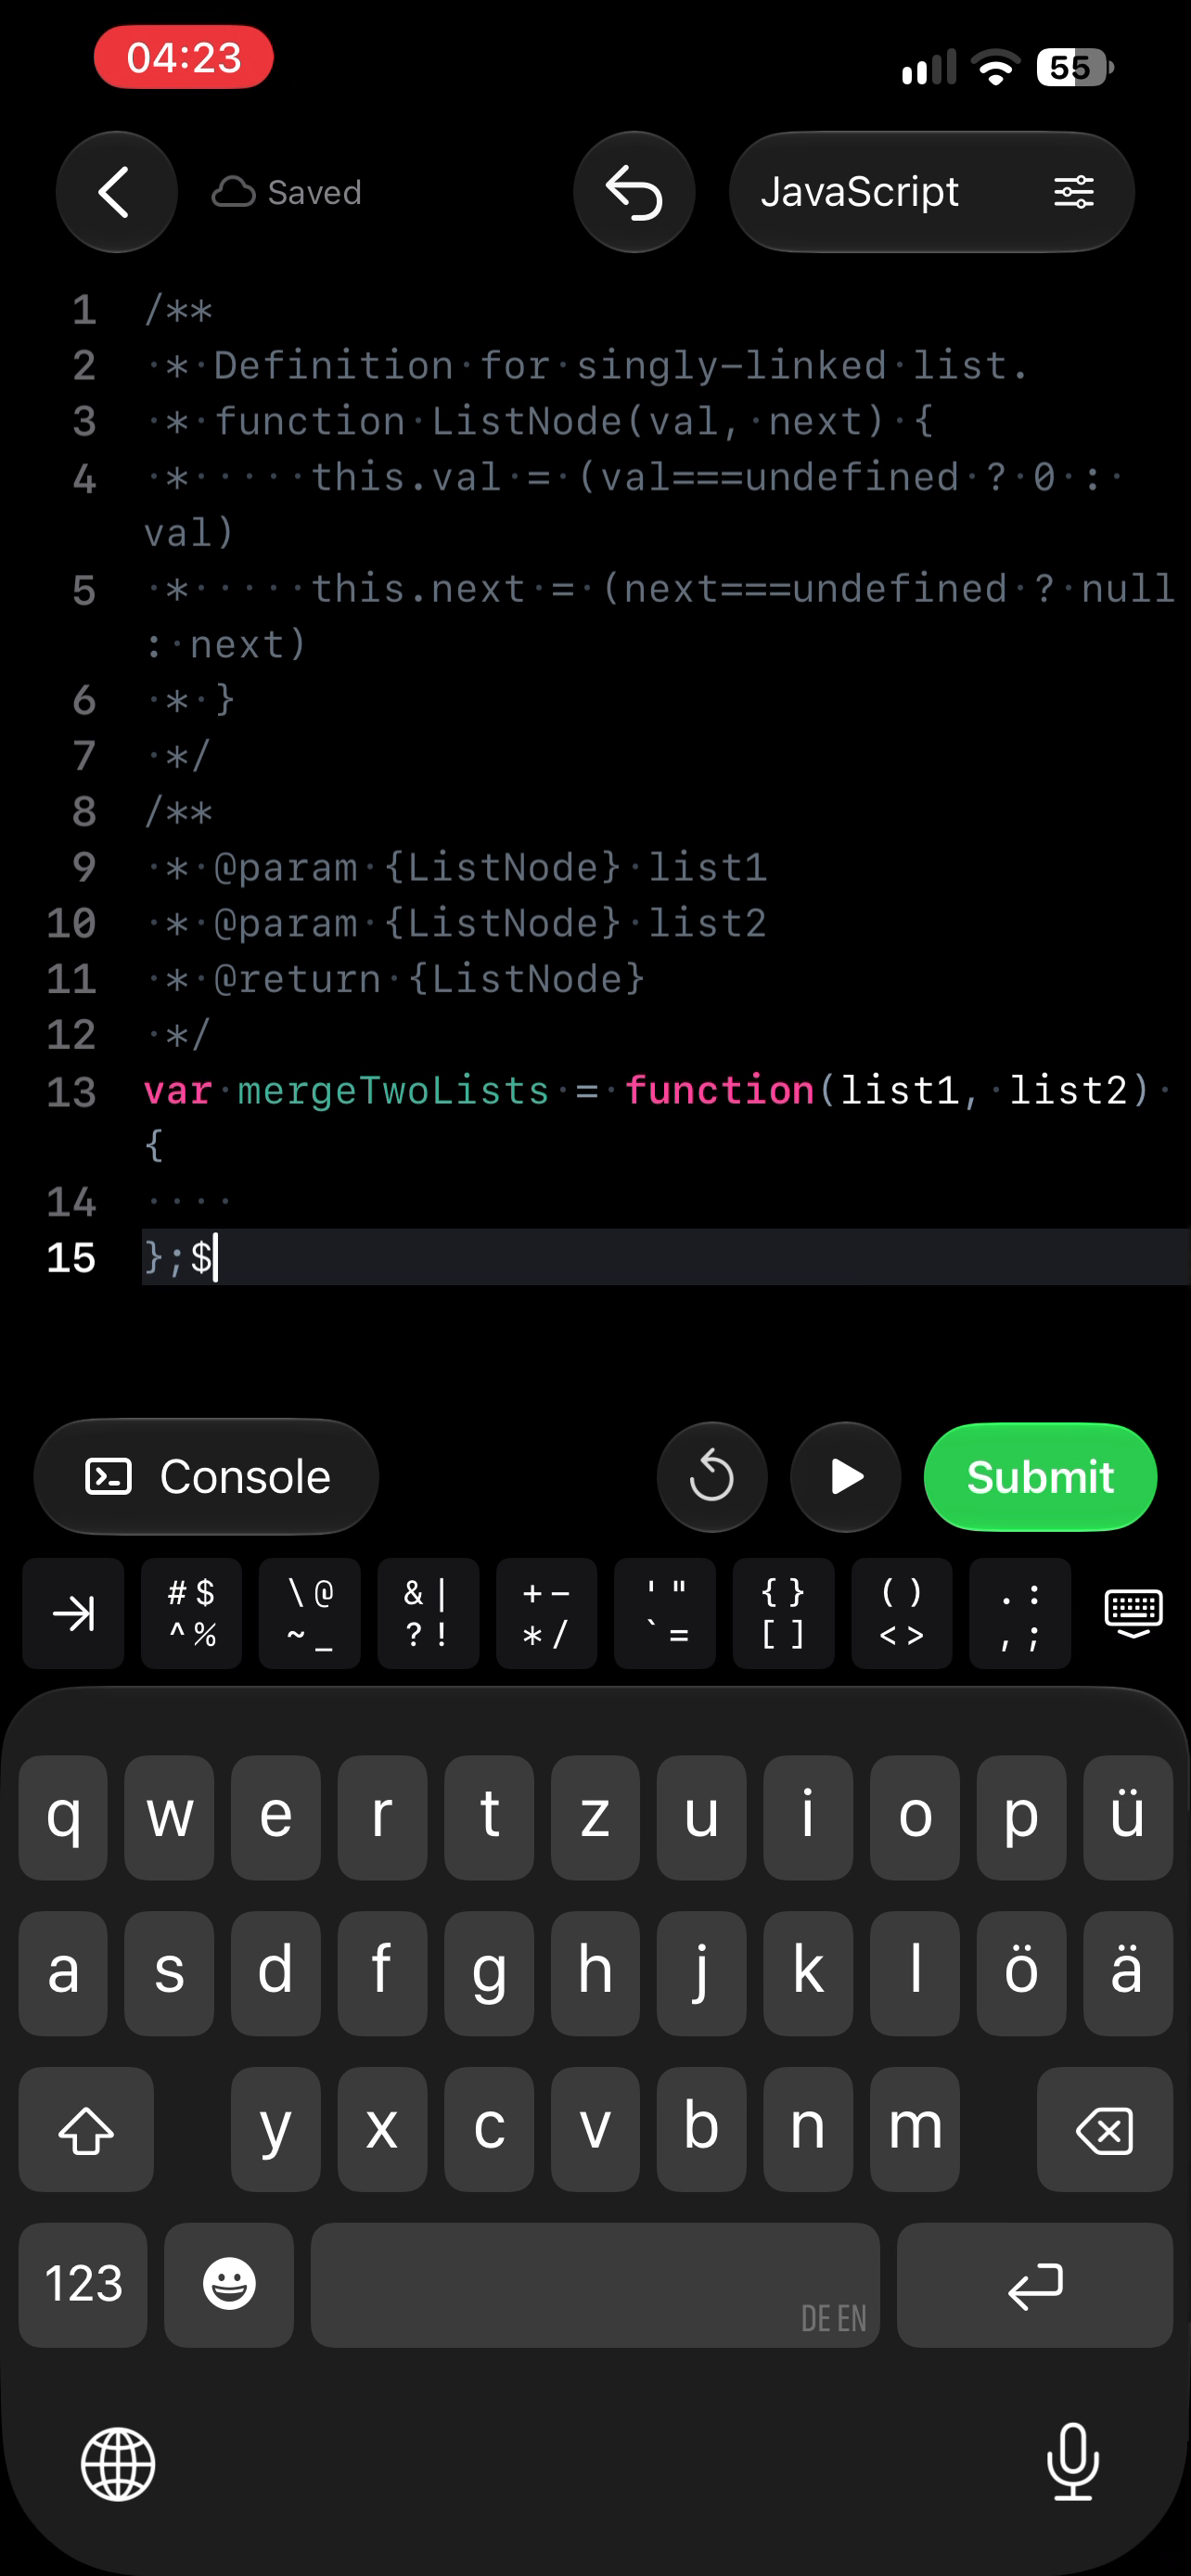 04:23
55
Saved
JavaScript
1 /**
2  * Definition for singly-linked list.
3  * function ListNode(val, next) {
4  *     this.val = (val===undefined ? 0 : 
val)
5  *     this.next = (next===undefined ? null
: next)
6  * }
7  */
8 /**
9  * @param {ListNode} list1
10  * @param {ListNode} list2
11  * @return {ListNode}
12  */
13 var mergeTwoLists = function(list1, list2) 
{
14
15 };$
Console
Submit
# $ \ @ & | + - ' " { } ( ) . :
^ % ~ _ ? ! * / ` = [ ] < > , ;
q w e r t z u i o p ü
a s d f g h j k l ö ä
y x c v b n m
123
DE EN